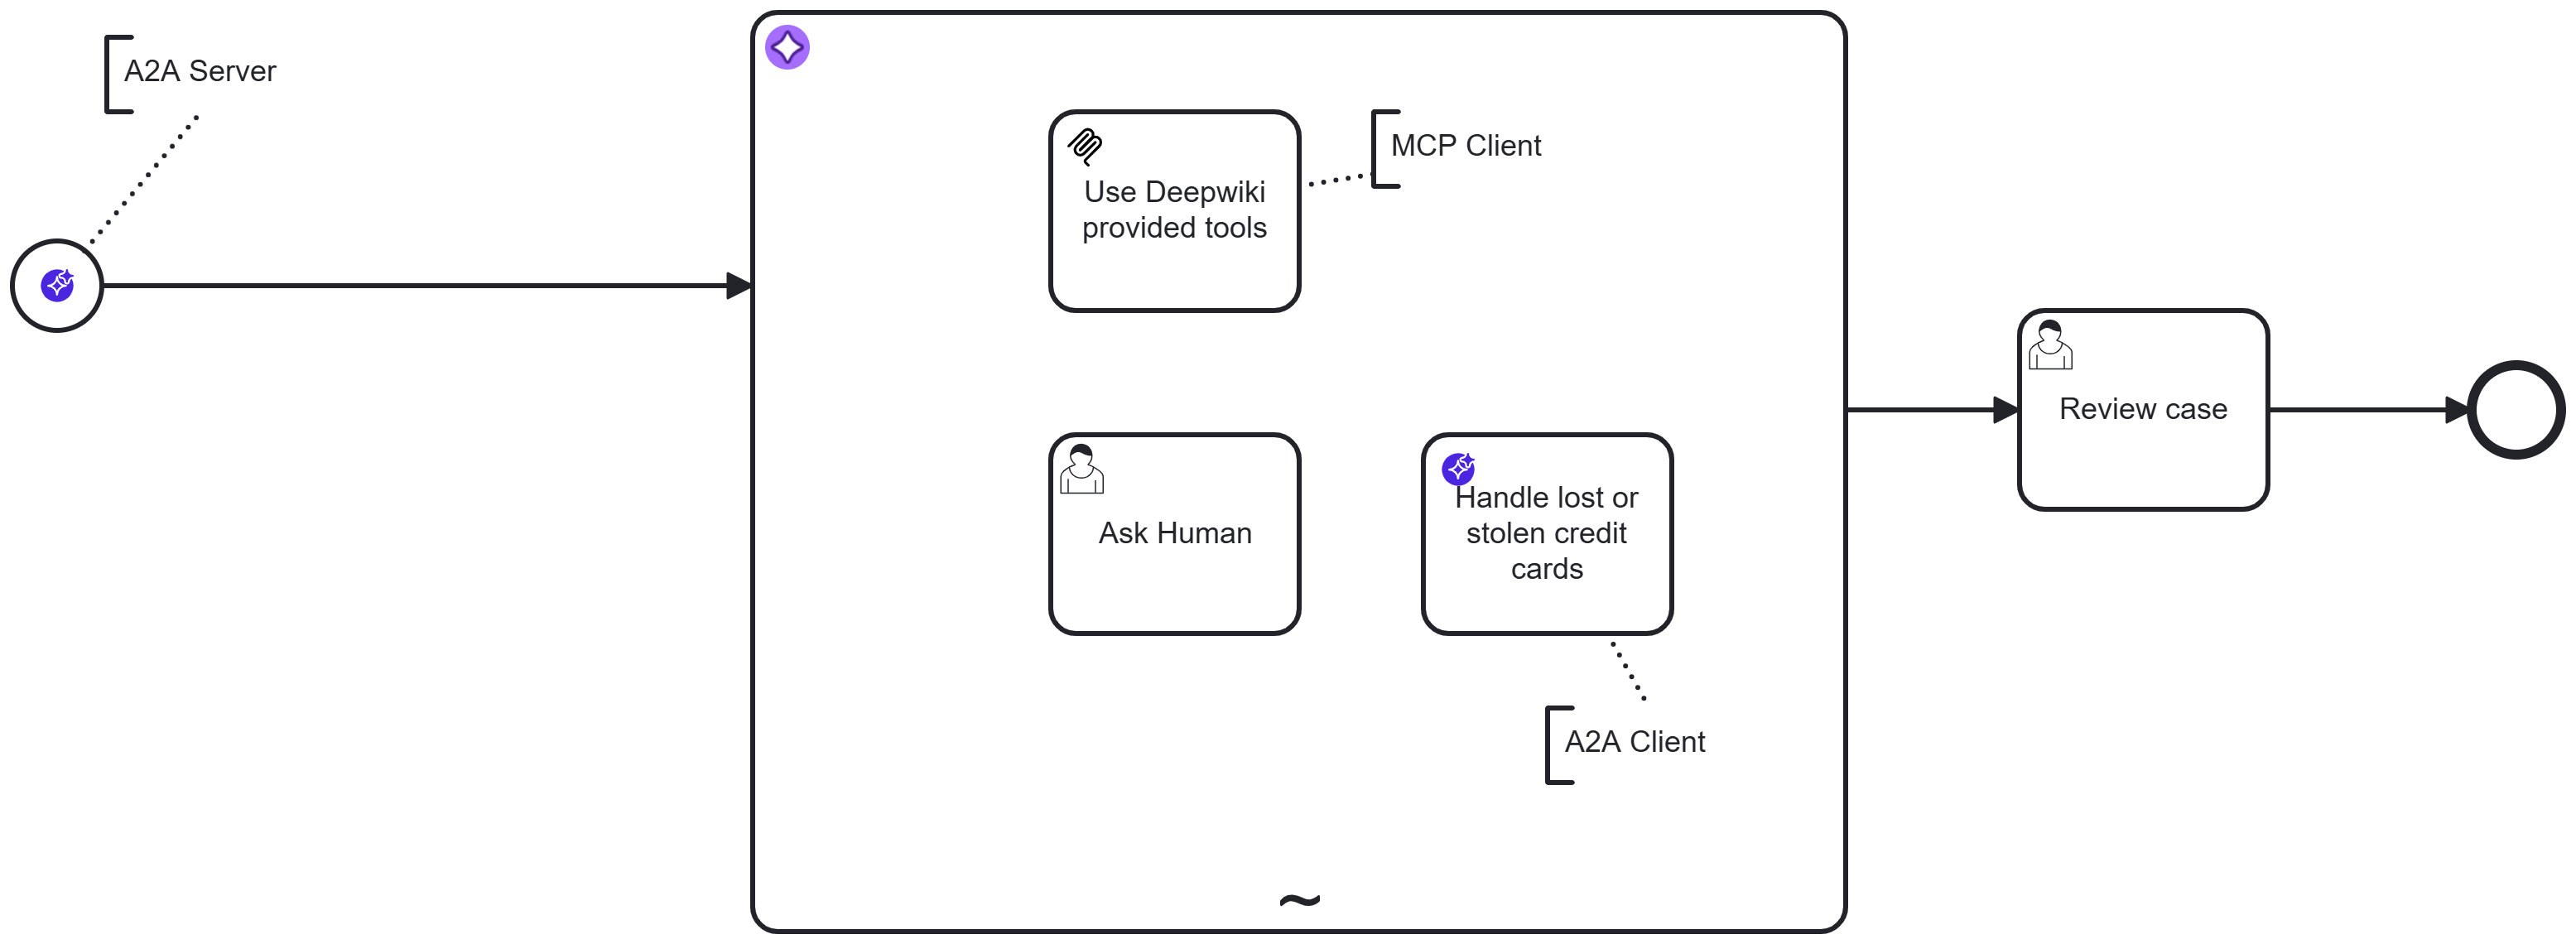 A2A Server
MCP Client
Use Deepwiki
provided tools
Review case
Ask Human
Handle lost or
stolen credit
cards
A2A Client
~